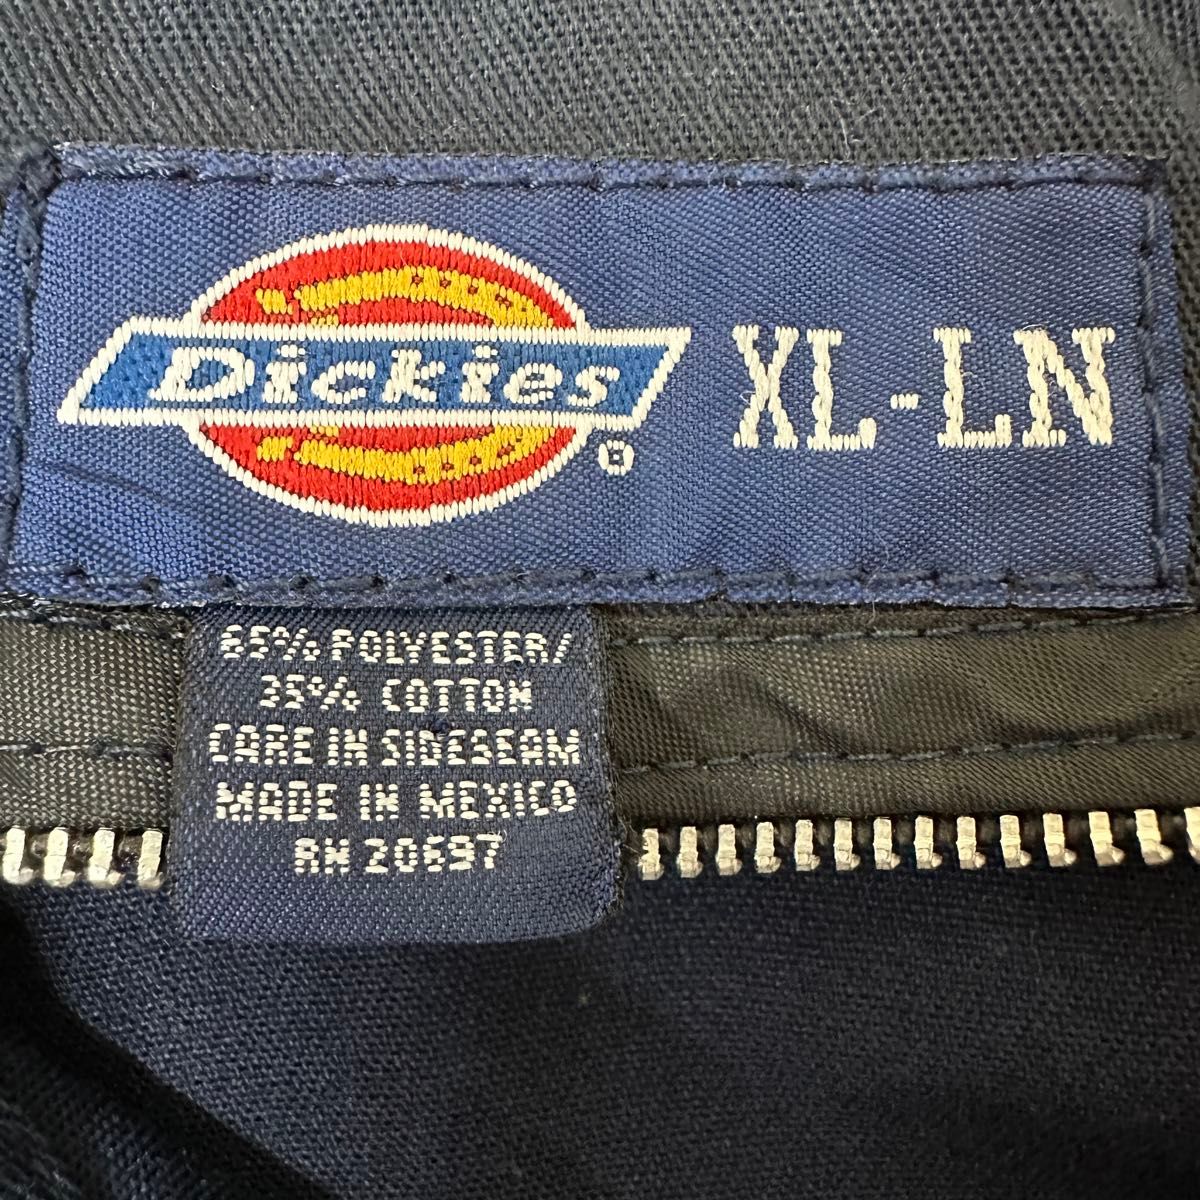 Dickies XL-LN
®
65% POLYESTER/
35% COTTON
CARE IN SIDESEAM
MADE IN MEXICO
RN 20697